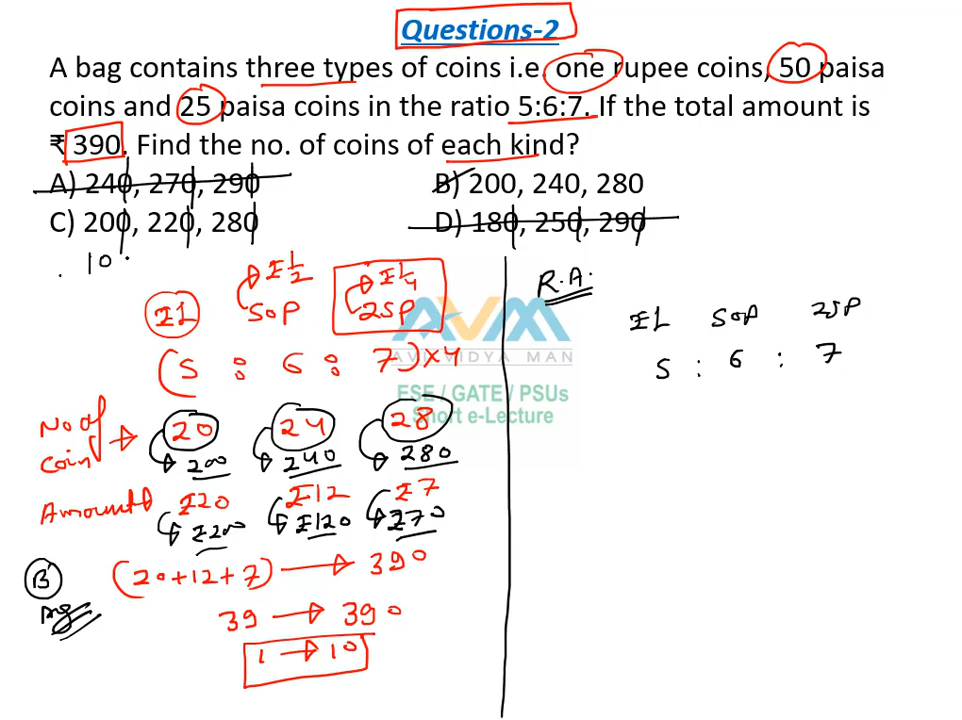 Questions-2
A bag contains three types of coins i.e. one rupee coins, 50 paisa
coins and 25 paisa coins in the ratio 5:6:7. If the total amount is
₹ 390. Find the no. of coins of each kind?
A) 240, 270, 290 B) 200, 240, 280
C) 200, 220, 280 D) 180, 250, 290
10
₹1/2 ₹1/4
₹1 50P 25P
(5 : 6 : 7) x4
No of coin → 20 24 28
200 240 280
Amount → ₹20 ₹12 ₹7
₹200 ₹120 ₹70
B (20+12+7) → 390
Ans
39 → 390
1 → 10
R.A.
₹1 50P 25P
5 : 6 : 7
AVM
AVINYA MAN
ESE / GATE / PSUs
Short e-Lecture